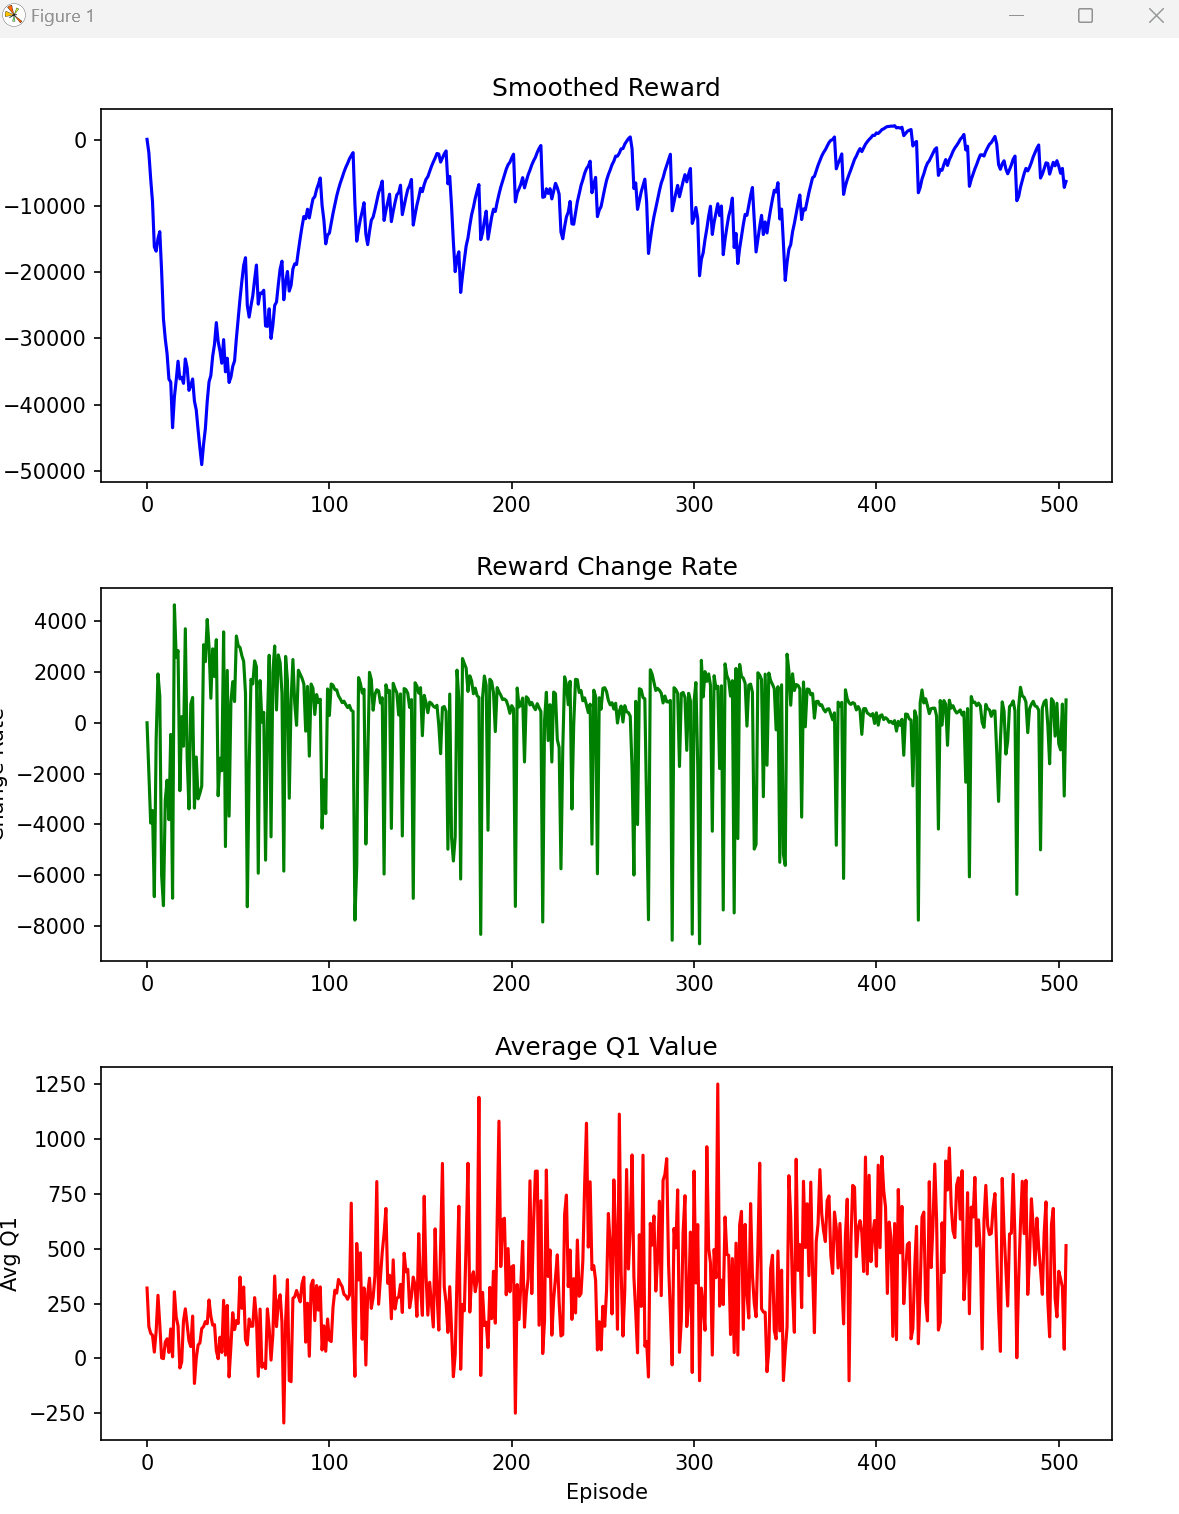 Figure 1
Smoothed Reward
0
−10000
−20000
−30000
−40000
−50000
0 100 200 300 400 500
Reward Change Rate
4000
2000
0
−2000
−4000
−6000
−8000
0 100 200 300 400 500
Average Q1 Value
1250
1000
750
500
250
0
−250
Avg Q1
0 100 200 300 400 500
Episode